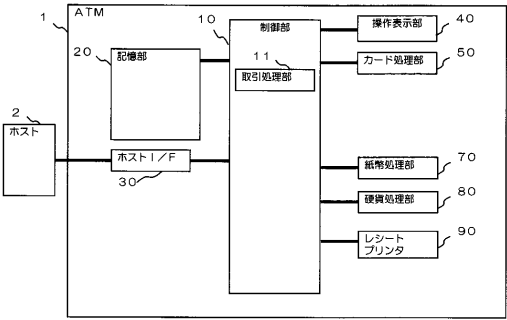 ATM
1
10
制御部
操作表示部
40
20
記憶部
11
取引処理部
カード処理部
50
2
ホスト
ホストI/F
30
紙幣処理部
70
硬貨処理部
80
レシート
プリンタ
90